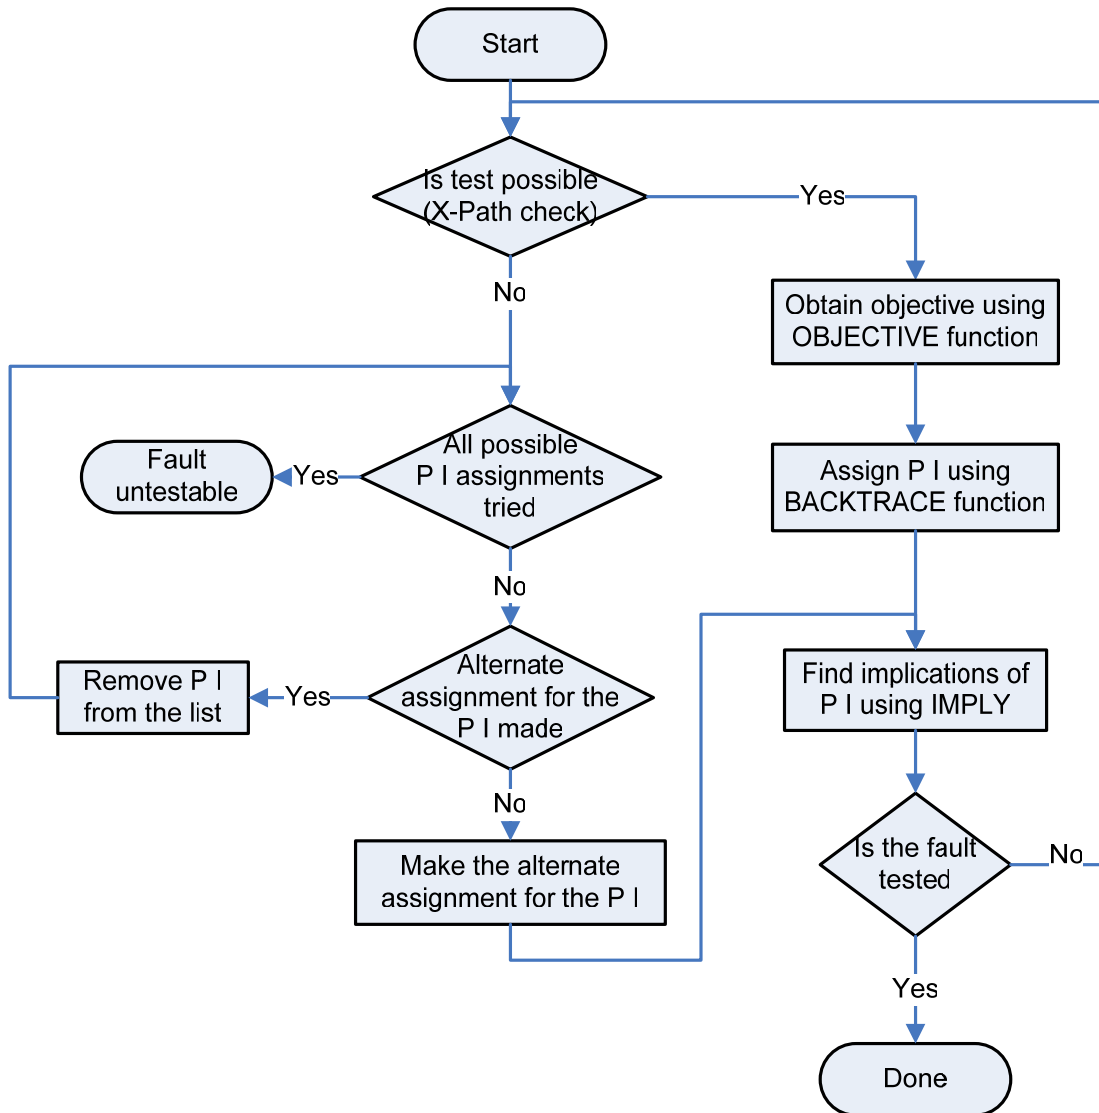 Start
Is test possible
(X-Path check)
Yes
No
Obtain objective using
OBJECTIVE function
All possible
P I assignments
tried
Yes
Fault
untestable
Assign P I using
BACKTRACE function
No
Alternate
assignment for the
P I made
Yes
Remove P I
from the list
Find implications of
P I using IMPLY
No
Make the alternate
assignment for the P I
Is the fault
tested
No
Yes
Done